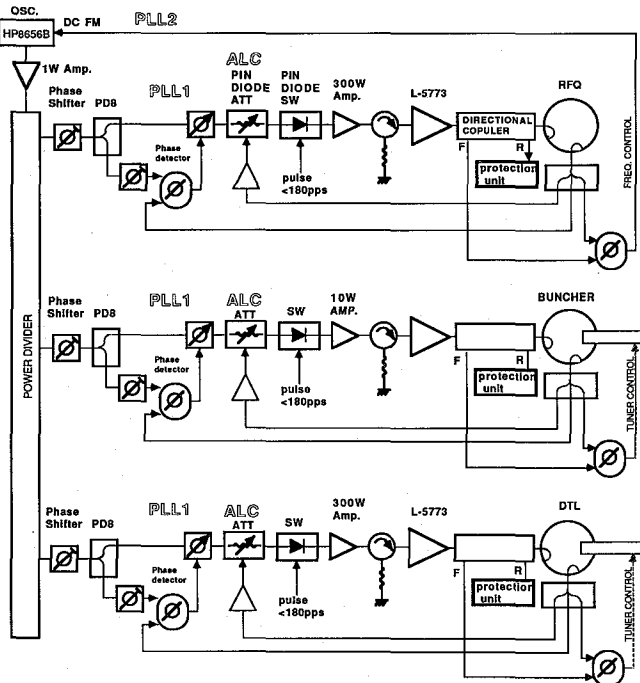 OSC.
HP8656B
DC FM
PLL2
1W Amp.
POWER DIVIDER
Phase
Shifter
PD8
PLL1
Phase
detector
ALC
PIN
DIODE
ATT
PIN
DIODE
SW
pulse
<180pps
300W
Amp.
L-5773
DIRECTIONAL
COPULER
F
R
protection
unit
RFQ
FREQ. CONTROL
Phase
Shifter
PD8
PLL1
Phase
detector
ALC
ATT
SW
pulse
<180pps
10W
AMP.
F
R
protection
unit
BUNCHER
TUNER CONTROL
Phase
Shifter
PD8
PLL1
Phase
detector
ALC
ATT
SW
pulse
<180pps
300W
Amp.
L-5773
F
R
protection
unit
DTL
TUNER CONTROL